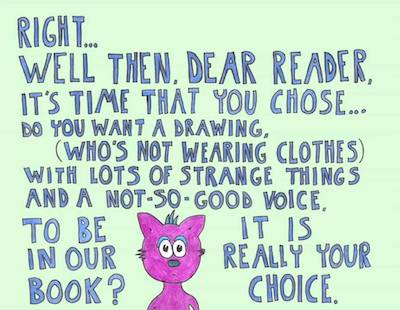 RIGHT...
WELL THEN, DEAR READER,
IT'S TIME THAT YOU CHOSE...
DO YOU WANT A DRAWING,
(WHO'S NOT WEARING CLOTHES)
WITH LOTS OF STRANGE THINGS
AND A NOT-SO-GOOD VOICE,
TO BE
IN OUR
BOOK?
IT IS
REALLY YOUR
CHOICE.